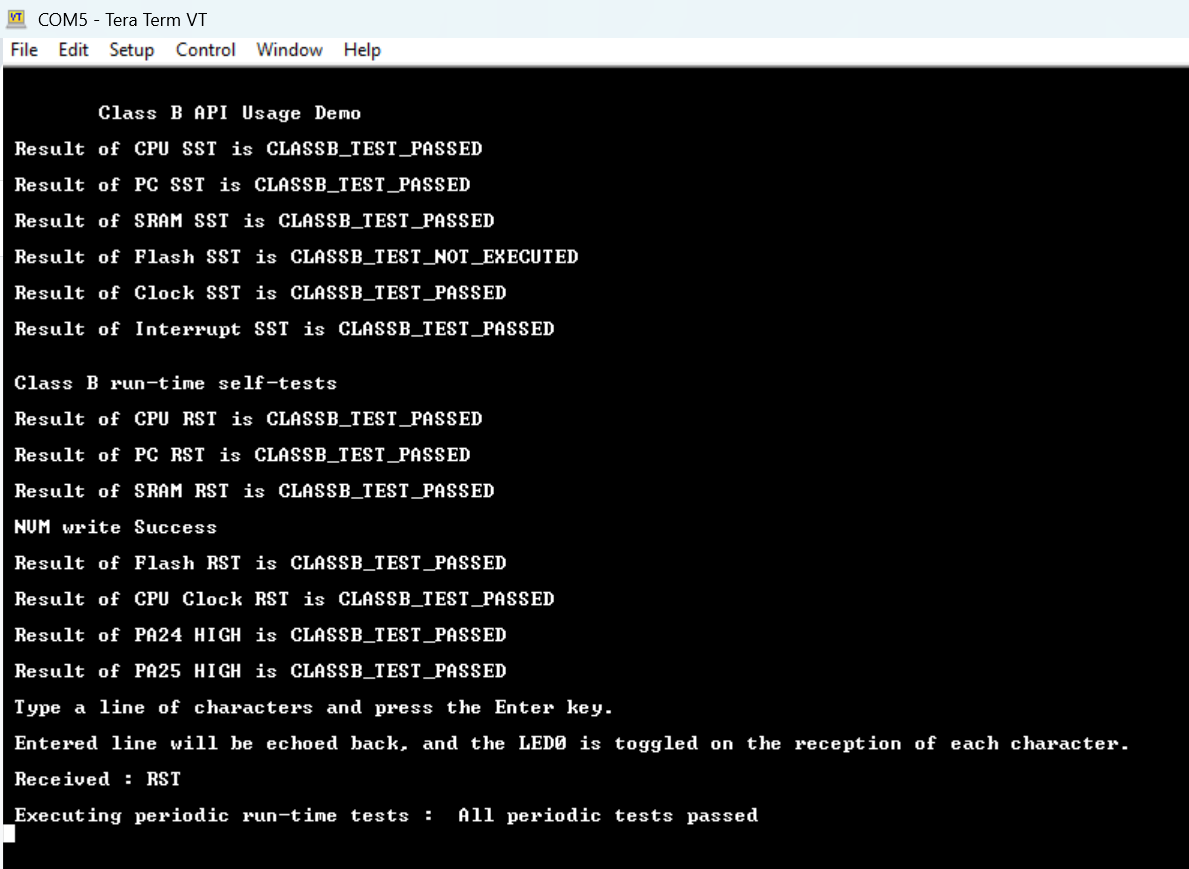 COM5 - Tera Term VT
File Edit Setup Control Window Help
Class B API Usage Demo
Result of CPU SST is CLASSB_TEST_PASSED
Result of PC SST is CLASSB_TEST_PASSED
Result of SRAM SST is CLASSB_TEST_PASSED
Result of Flash SST is CLASSB_TEST_NOT_EXECUTED
Result of Clock SST is CLASSB_TEST_PASSED
Result of Interrupt SST is CLASSB_TEST_PASSED
Class B run-time self-tests
Result of CPU RST is CLASSB_TEST_PASSED
Result of PC RST is CLASSB_TEST_PASSED
Result of SRAM RST is CLASSB_TEST_PASSED
NVM write Success
Result of Flash RST is CLASSB_TEST_PASSED
Result of CPU Clock RST is CLASSB_TEST_PASSED
Result of PA24 HIGH is CLASSB_TEST_PASSED
Result of PA25 HIGH is CLASSB_TEST_PASSED
Type a line of characters and press the Enter key.
Entered line will be echoed back, and the LED0 is toggled on the reception of each character.
Received : RST
Executing periodic run-time tests :  All periodic tests passed